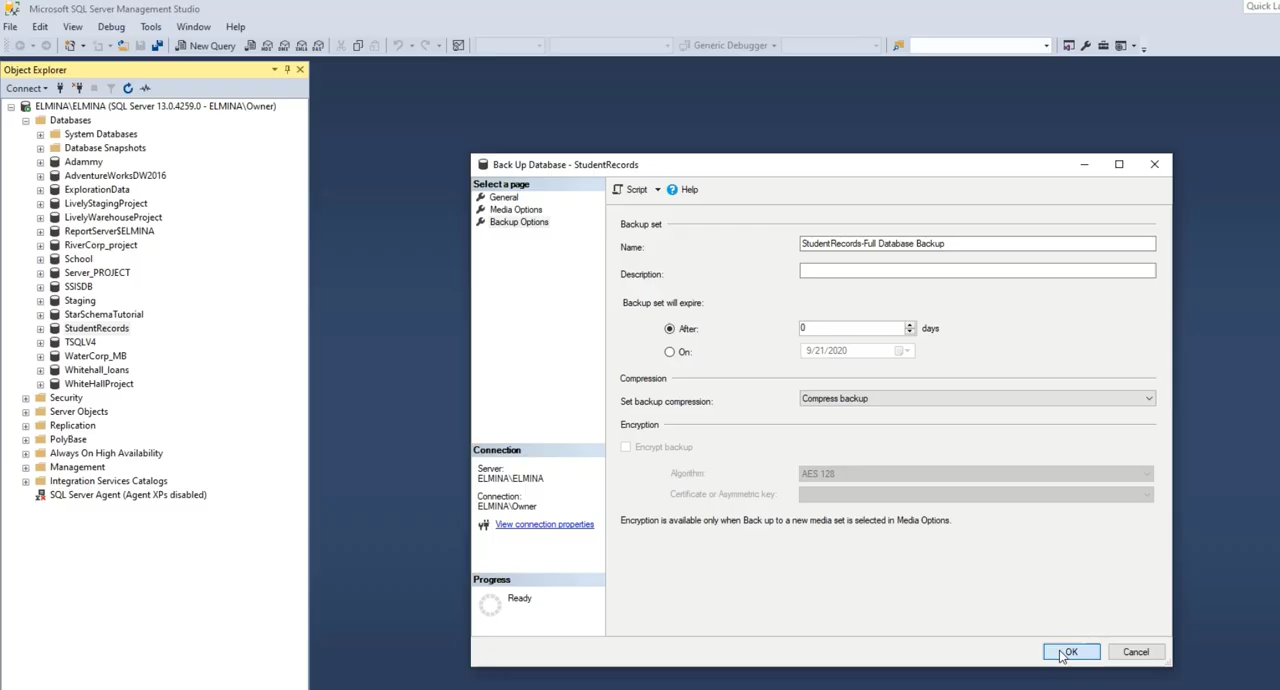 Microsoft SQL Server Management Studio
Quick La
File Edit View Debug Tools Window Help
New Query
Generic Debugger
Object Explorer
Connect
ELMINA\ELMINA (SQL Server 13.0.4259.0 - ELMINA\Owner)
Databases
System Databases
Database Snapshots
Adammy
AdventureWorksDW2016
ExplorationData
LivelyStagingProject
LivelyWarehouseProject
ReportServer$ELMINA
RiverCorp_project
School
Server_PROJECT
SSISDB
Staging
StarSchemaTutorial
StudentRecords
TSQLV4
WaterCorp_MB
Whitehall_loans
WhiteHallProject
Security
Server Objects
Replication
PolyBase
Always On High Availability
Management
Integration Services Catalogs
SQL Server Agent (Agent XPs disabled)
Back Up Database - StudentRecords
Select a page
General
Media Options
Backup Options
Connection
Server:
ELMINA\ELMINA
Connection:
ELMINA\Owner
View connection properties
Progress
Ready
Script Help
Backup set
Name: StudentRecords-Full Database Backup
Description:
Backup set will expire:
After: 0 days
On: 9/21/2020
Compression
Set backup compression: Compress backup
Encryption
Encrypt backup
Algorithm: AES 128
Certificate or Asymmetric key:
Encryption is available only when Back up to a new media set is selected in Media Options.
OK Cancel